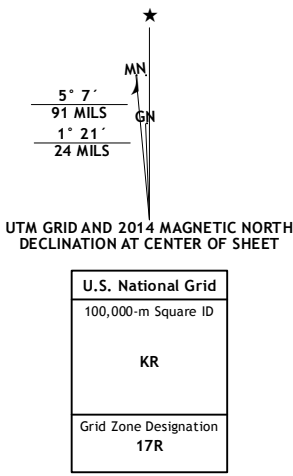 MN
GN
5° 7´
91 MILS
1° 21´
24 MILS
UTM GRID AND 2014 MAGNETIC NORTH
DECLINATION AT CENTER OF SHEET
U.S. National Grid
100,000-m Square ID
KR
Grid Zone Designation
17R